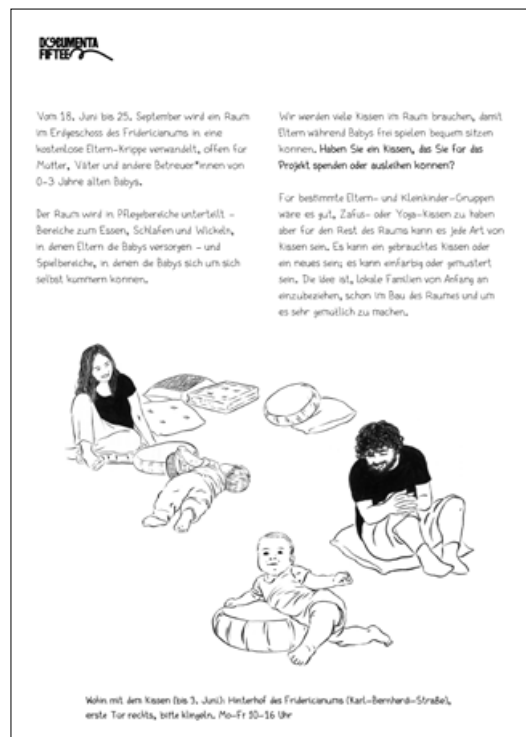 DOCUMENTA
FIFTEEN
Vom 18. Juni bis 25. September wird ein Raum
im Erdgeschoss des Fridericianums in eine
kostenlose Eltern-Krippe verwandelt, offen für
Mütter, Väter und andere Betreuer*innen von
0-3 Jahre alten Babys.
Der Raum wird in Pflegebereiche unterteilt –
Bereiche zum Essen, Schlafen und Wickeln,
in denen Eltern die Babys versorgen – und
Spielbereiche, in denen die Babys sich um sich
selbst kümmern können.
Wir werden viele Kissen im Raum brauchen, damit
Eltern während Babys frei spielen bequem sitzen
können. Haben Sie ein Kissen, das Sie für das
Projekt spenden oder ausleihen können?
Für bestimmte Eltern- und Kleinkinder-Gruppen
wäre es gut, Zafus- oder Yoga-Kissen zu haben
aber für den Rest des Raums kann es jede Art von
Kissen sein. Es kann ein gebrauchtes Kissen oder
ein neues sein; es kann einfarbig oder gemustert
sein. Die Idee ist, lokale Familien von Anfang an
einzubeziehen, schon im Bau des Raumes und um
es sehr gemütlich zu machen.
Wohin mit dem Kissen (bis 3. Juni): Hinterhof des Fridericianums (Karl-Bernhardi-Straße),
erste Tor rechts, bitte klingeln. Mo-Fr 10-16 Uhr